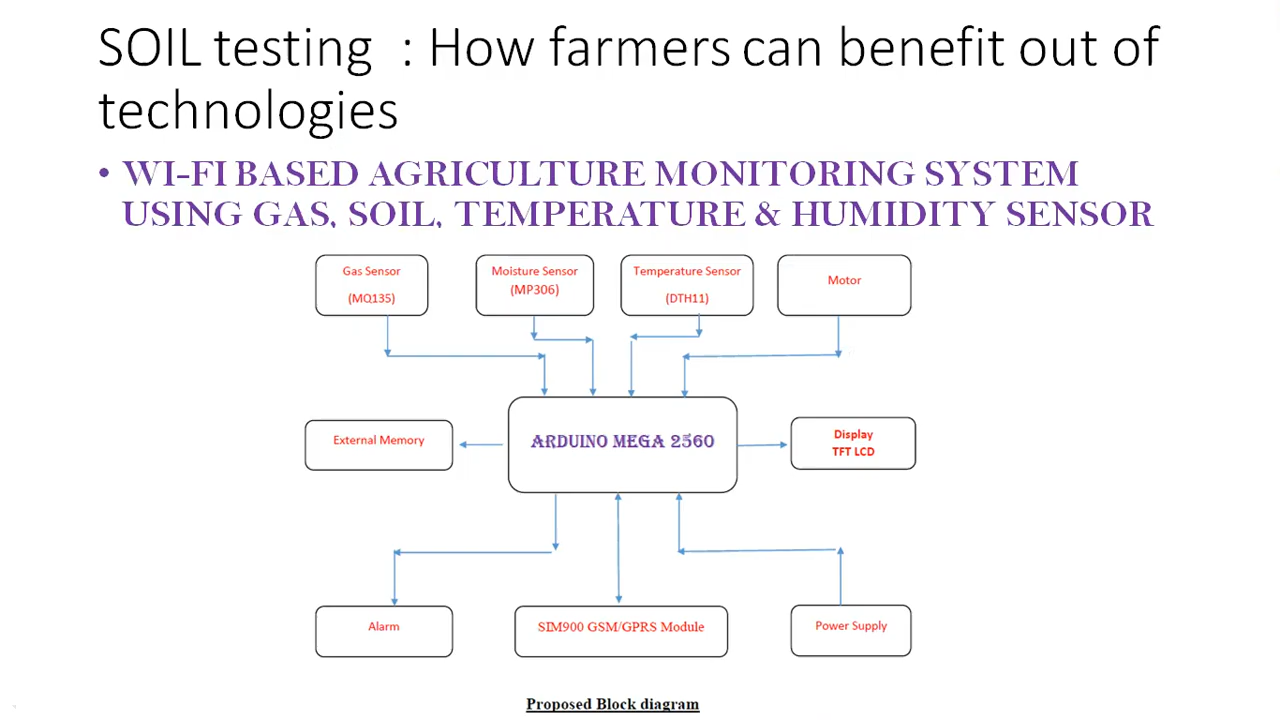 SOIL testing : How farmers can benefit out of
technologies
• WI-FI BASED AGRICULTURE MONITORING SYSTEM
USING GAS, SOIL, TEMPERATURE & HUMIDITY SENSOR
Gas Sensor
(MQ135)
Moisture Sensor
(MP306)
Temperature Sensor
(DTH11)
Motor
External Memory
ARDUINO MEGA 2560
Display
TFT LCD
Alarm
SIM900 GSM/GPRS Module
Power Supply
Proposed Block diagram